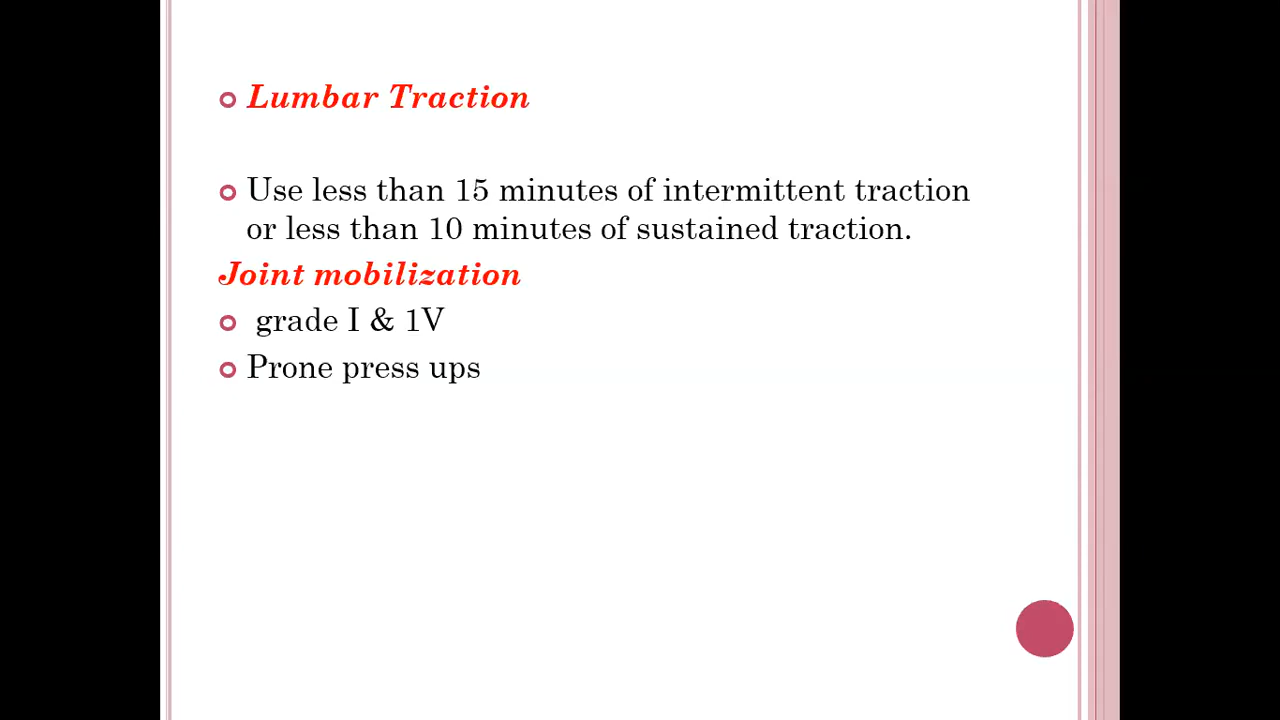 Lumbar Traction
Use less than 15 minutes of intermittent traction
or less than 10 minutes of sustained traction.
Joint mobilization
grade I & 1V
Prone press ups